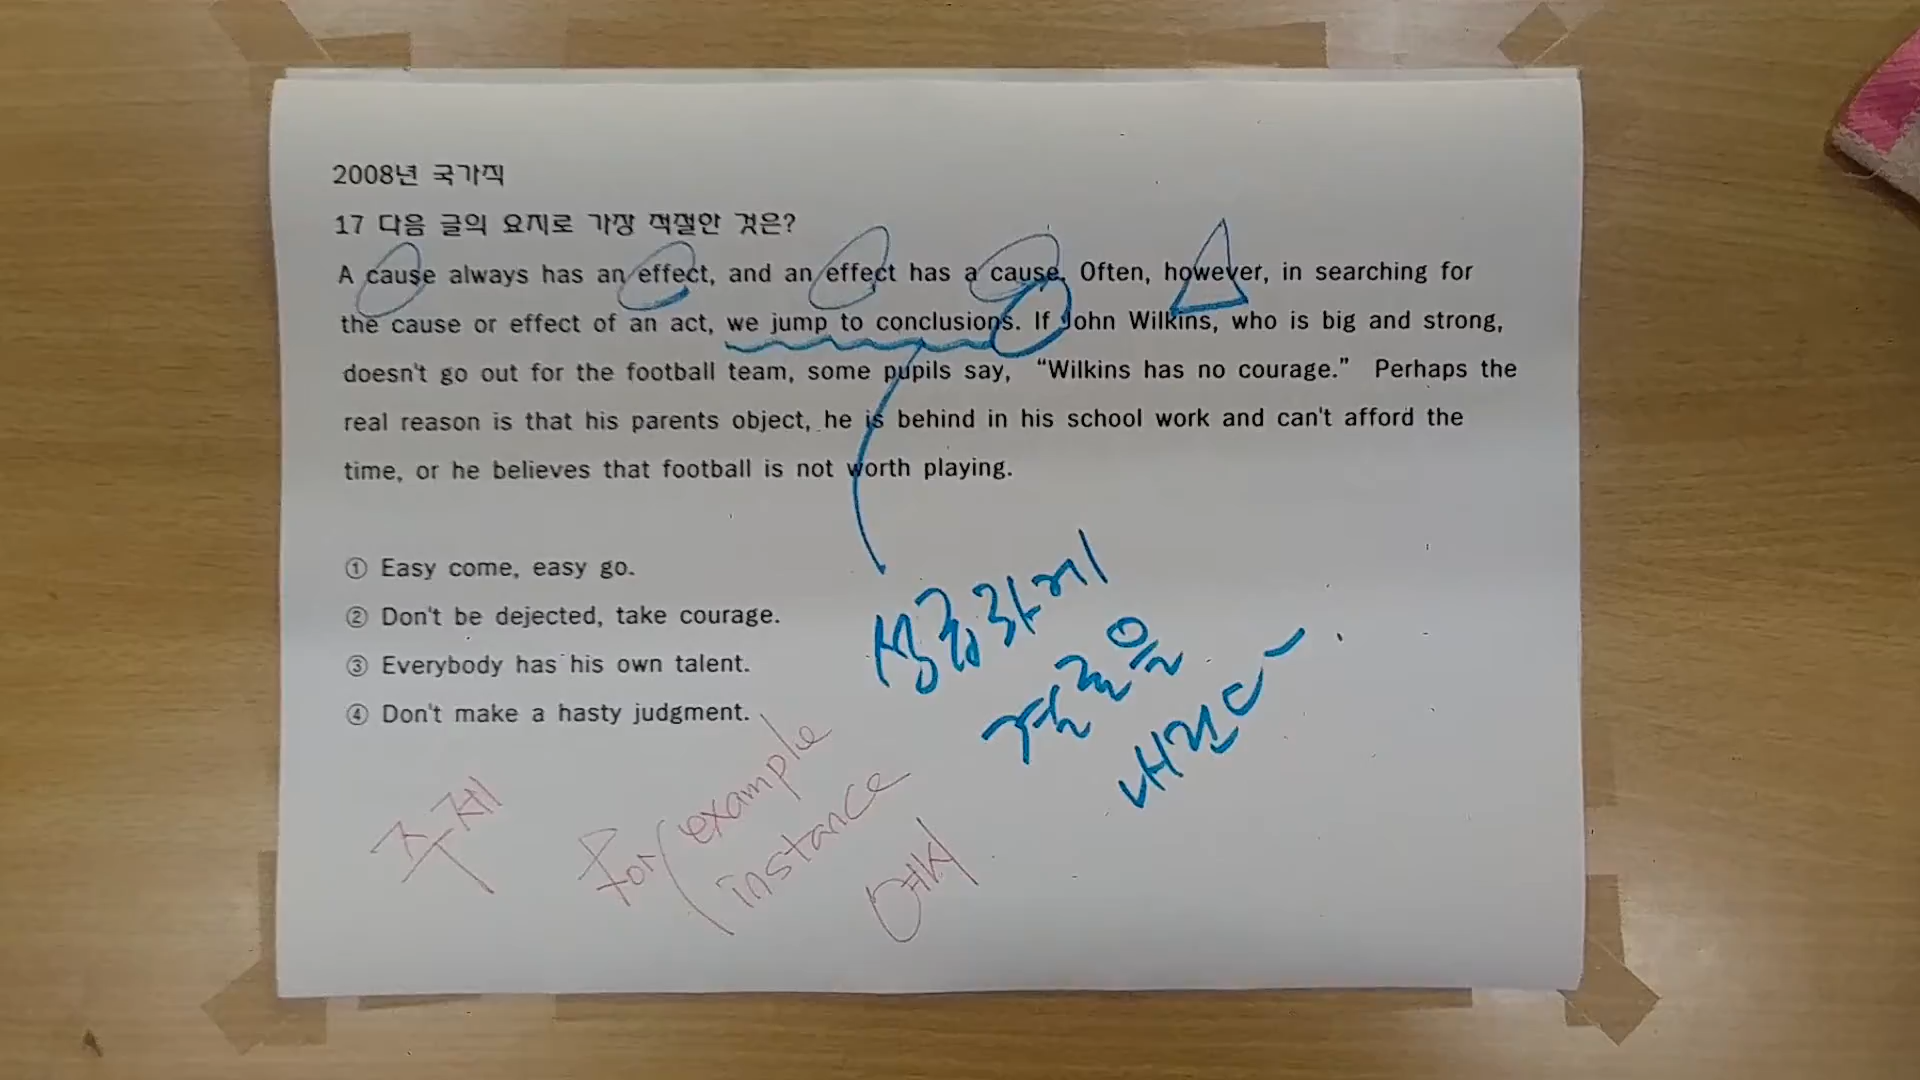 2008년 국가직
17 다음 글의 요지로 가장 적절한 것은?
A cause always has an effect, and an effect has a cause. Often, however, in searching for
the cause or effect of an act, we jump to conclusions. If John Wilkins, who is big and strong,
doesn't go out for the football team, some pupils say, “Wilkins has no courage.” Perhaps the
real reason is that his parents object, he is behind in his school work and can't afford the
time, or he believes that football is not worth playing.
① Easy come, easy go.
② Don't be dejected, take courage.
③ Everybody has his own talent.
④ Don't make a hasty judgment.
성급하게
결론을
내린다
주제
For example
instance
예시